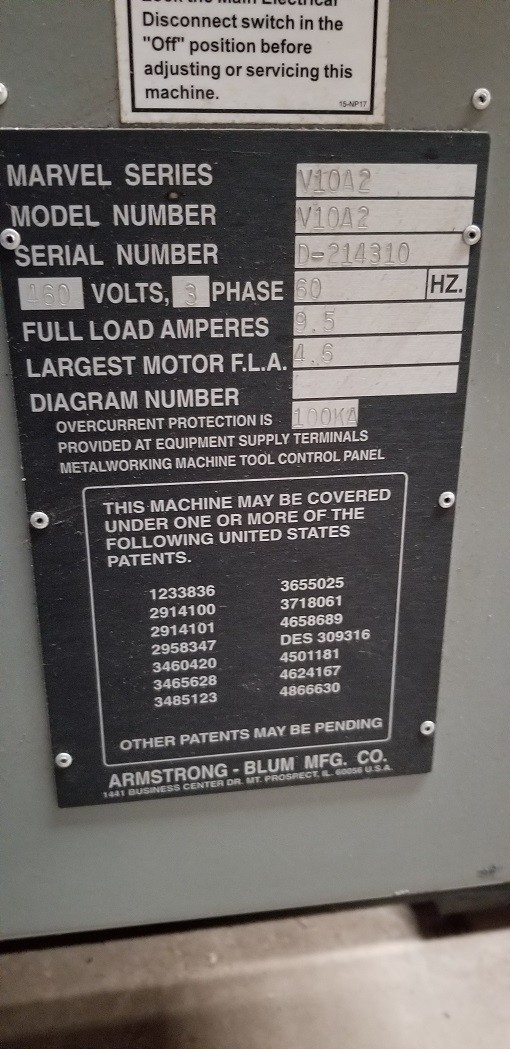 Disconnect switch in the
"Off" position before
adjusting or servicing this
machine.
15-NP17
MARVEL SERIES V10A2
MODEL NUMBER V10A2
SERIAL NUMBER D-214310
460 VOLTS, 3 PHASE 60 HZ.
FULL LOAD AMPERES 9.5
LARGEST MOTOR F.L.A. 4.6
DIAGRAM NUMBER
OVERCURRENT PROTECTION IS 100KA
PROVIDED AT EQUIPMENT SUPPLY TERMINALS
METALWORKING MACHINE TOOL CONTROL PANEL
THIS MACHINE MAY BE COVERED
UNDER ONE OR MORE OF THE
FOLLOWING UNITED STATES
PATENTS.
1233836 3655025
2914100 3718061
2914101 4658689
2958347 DES 309316
3460420 4501181
3465628 4624167
3485123 4866630
OTHER PATENTS MAY BE PENDING
ARMSTRONG - BLUM MFG. CO.
1441 BUSINESS CENTER DR. MT. PROSPECT, IL. 60056 U.S.A.